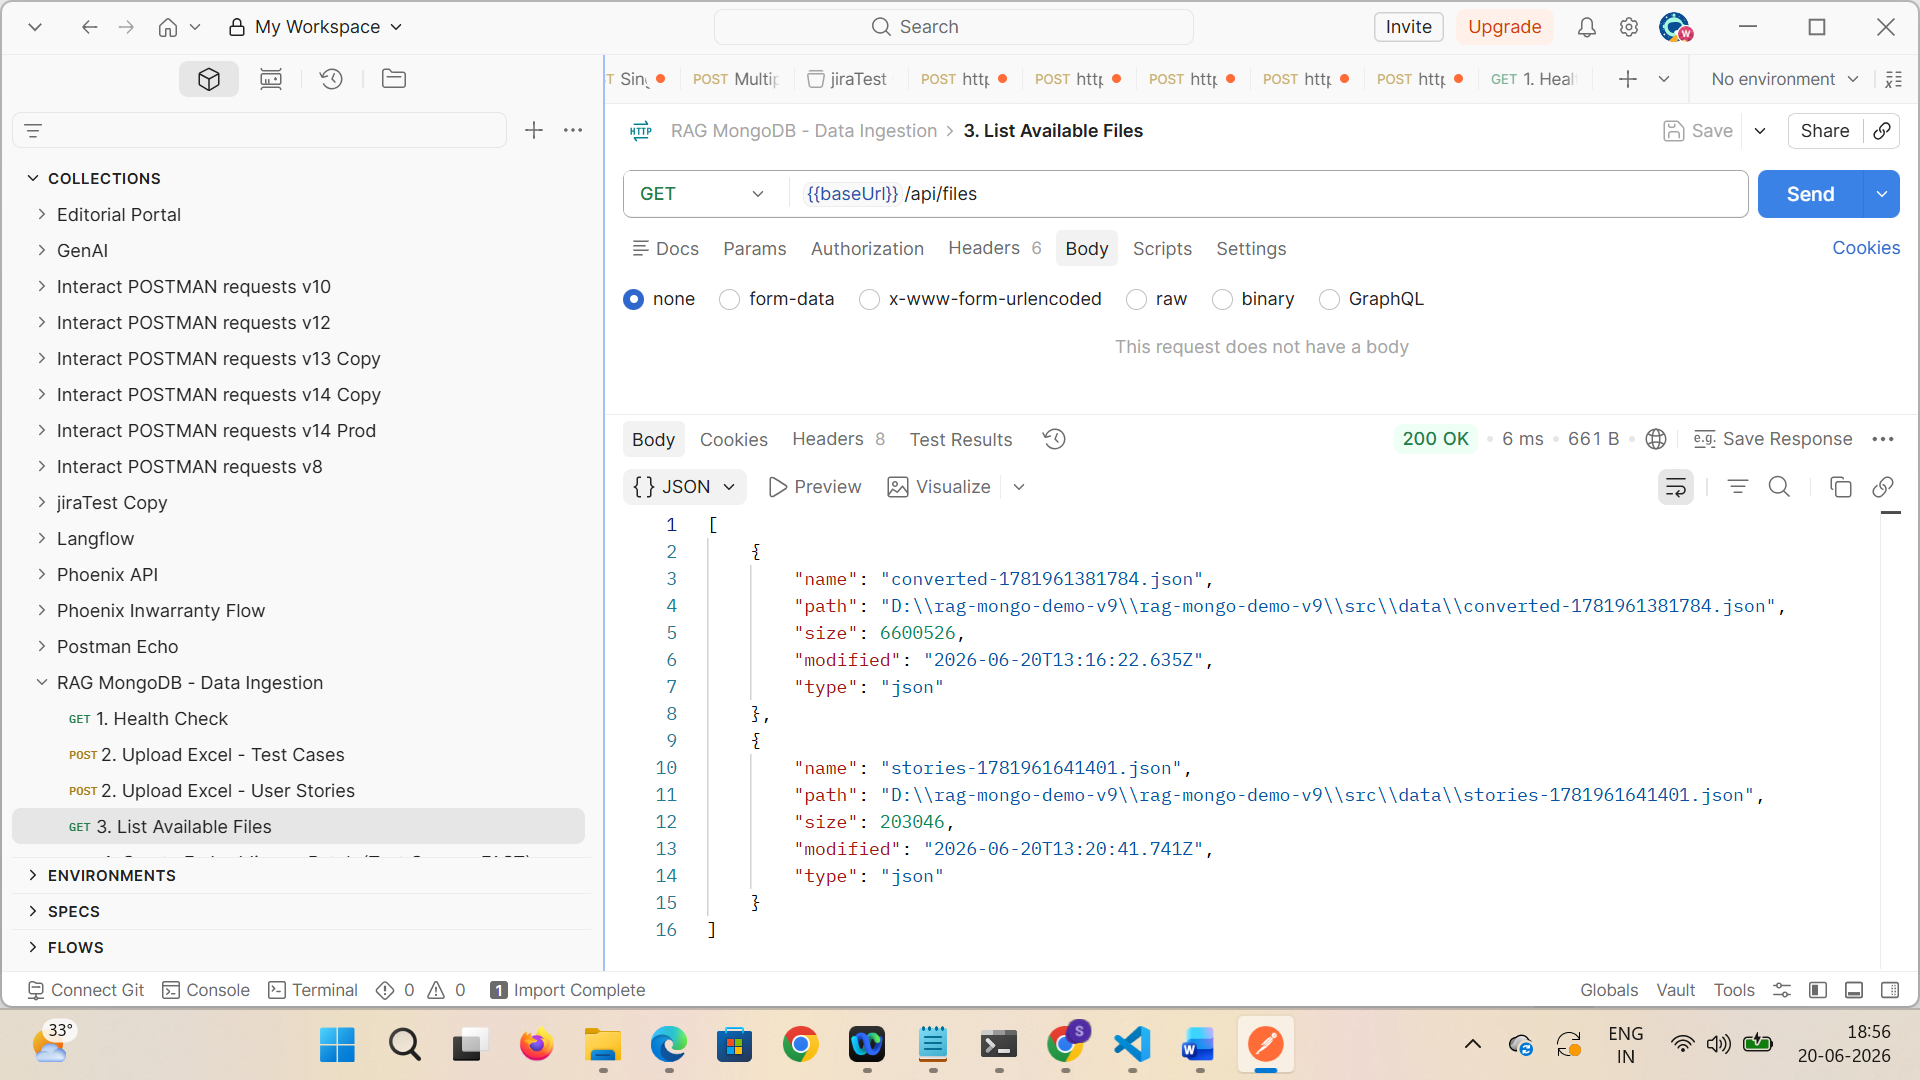 My Workspace
Search
Invite
Upgrade
W
POST Multi
jiraTest
POST
POST
POST
POST
POST
GET 1. Heal
No environment
RAG MongoDB - Data Ingestion > 3. List Available Files
Save
Share
HTTP
GET
{{baseUrl}} /api/files
Send
Docs
Params
Authorization
Headers 6
Body
Scripts
Settings
Cookies
none
form-data
x-www-form-urlencoded
raw
binary
GraphQL
This request does not have a body
COLLECTIONS
Editorial Portal
GenAI
Interact POSTMAN requests v10
Interact POSTMAN requests v12
Interact POSTMAN requests v13 Copy
Interact POSTMAN requests v14 Copy
Interact POSTMAN requests v14 Prod
Interact POSTMAN requests v8
jiraTest Copy
Langflow
Phoenix API
Phoenix Inwarranty Flow
Postman Echo
RAG MongoDB - Data Ingestion
GET 1. Health Check
POST 2. Upload Excel - Test Cases
POST 2. Upload Excel - User Stories
GET 3. List Available Files
ENVIRONMENTS
SPECS
FLOWS
Body
Cookies
Headers 8
Test Results
200 OK
6 ms
661 B
e.g. Save Response
{ } JSON
Preview
Visualize
1 [
2 {
3 "name": "converted-1781961381784.json",
4 "path": "D:\\rag-mongo-demo-v9\\rag-mongo-demo-v9\\src\\data\\converted-1781961381784.json",
5 "size": 6600526,
6 "modified": "2026-06-20T13:16:22.635Z",
7 "type": "json"
8 },
9 {
10 "name": "stories-1781961641401.json",
11 "path": "D:\\rag-mongo-demo-v9\\rag-mongo-demo-v9\\src\\data\\stories-1781961641401.json",
12 "size": 203046,
13 "modified": "2026-06-20T13:20:41.741Z",
14 "type": "json"
15 }
16 ]
Connect Git
Console
Terminal
0
0
1 Import Complete
Globals
Vault
Tools
33°
S
W
ENG
IN
18:56
20-06-2026